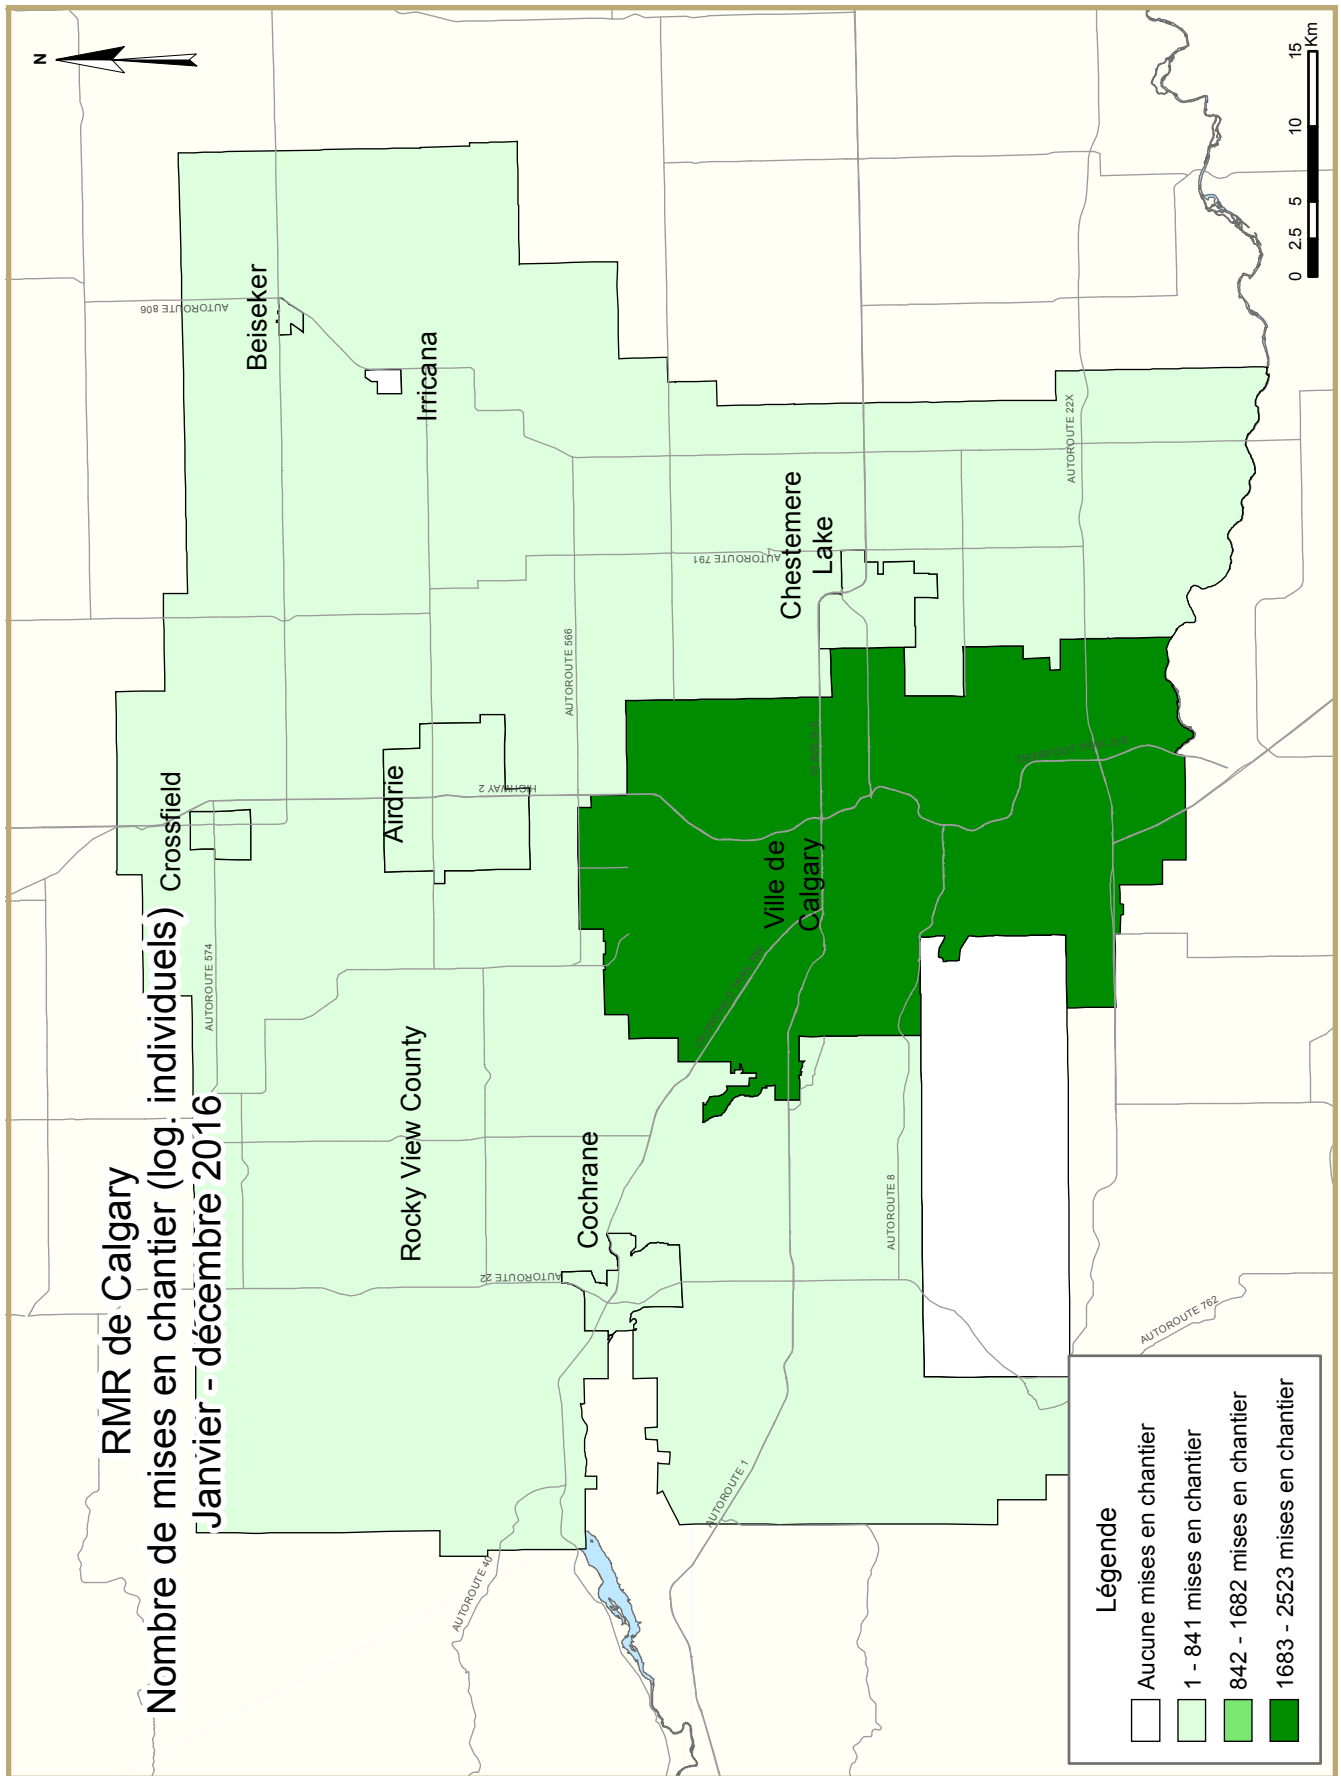 RMR de Calgary
Nombre de mises en chantier (log. individuels)
Janvier - décembre 2016
N
Crossfield
Beiseker
Irricana
Airdrie
Rocky View County
Cochrane
Chestemere
Lake
Ville de
Calgary
AUTOROUTE 806
AUTOROUTE 574
AUTOROUTE 566
AUTOROUTE 791
HIGHWAY 2
AUTOROUTE 22
AUTOROUTE 40
AUTOROUTE 1
AUTOROUTE 8
AUTOROUTE 22X
AUTOROUTE 762
Légende
Aucune mises en chantier
1 - 841 mises en chantier
842 - 1682 mises en chantier
1683 - 2523 mises en chantier
0 2.5 5 10 15
Km